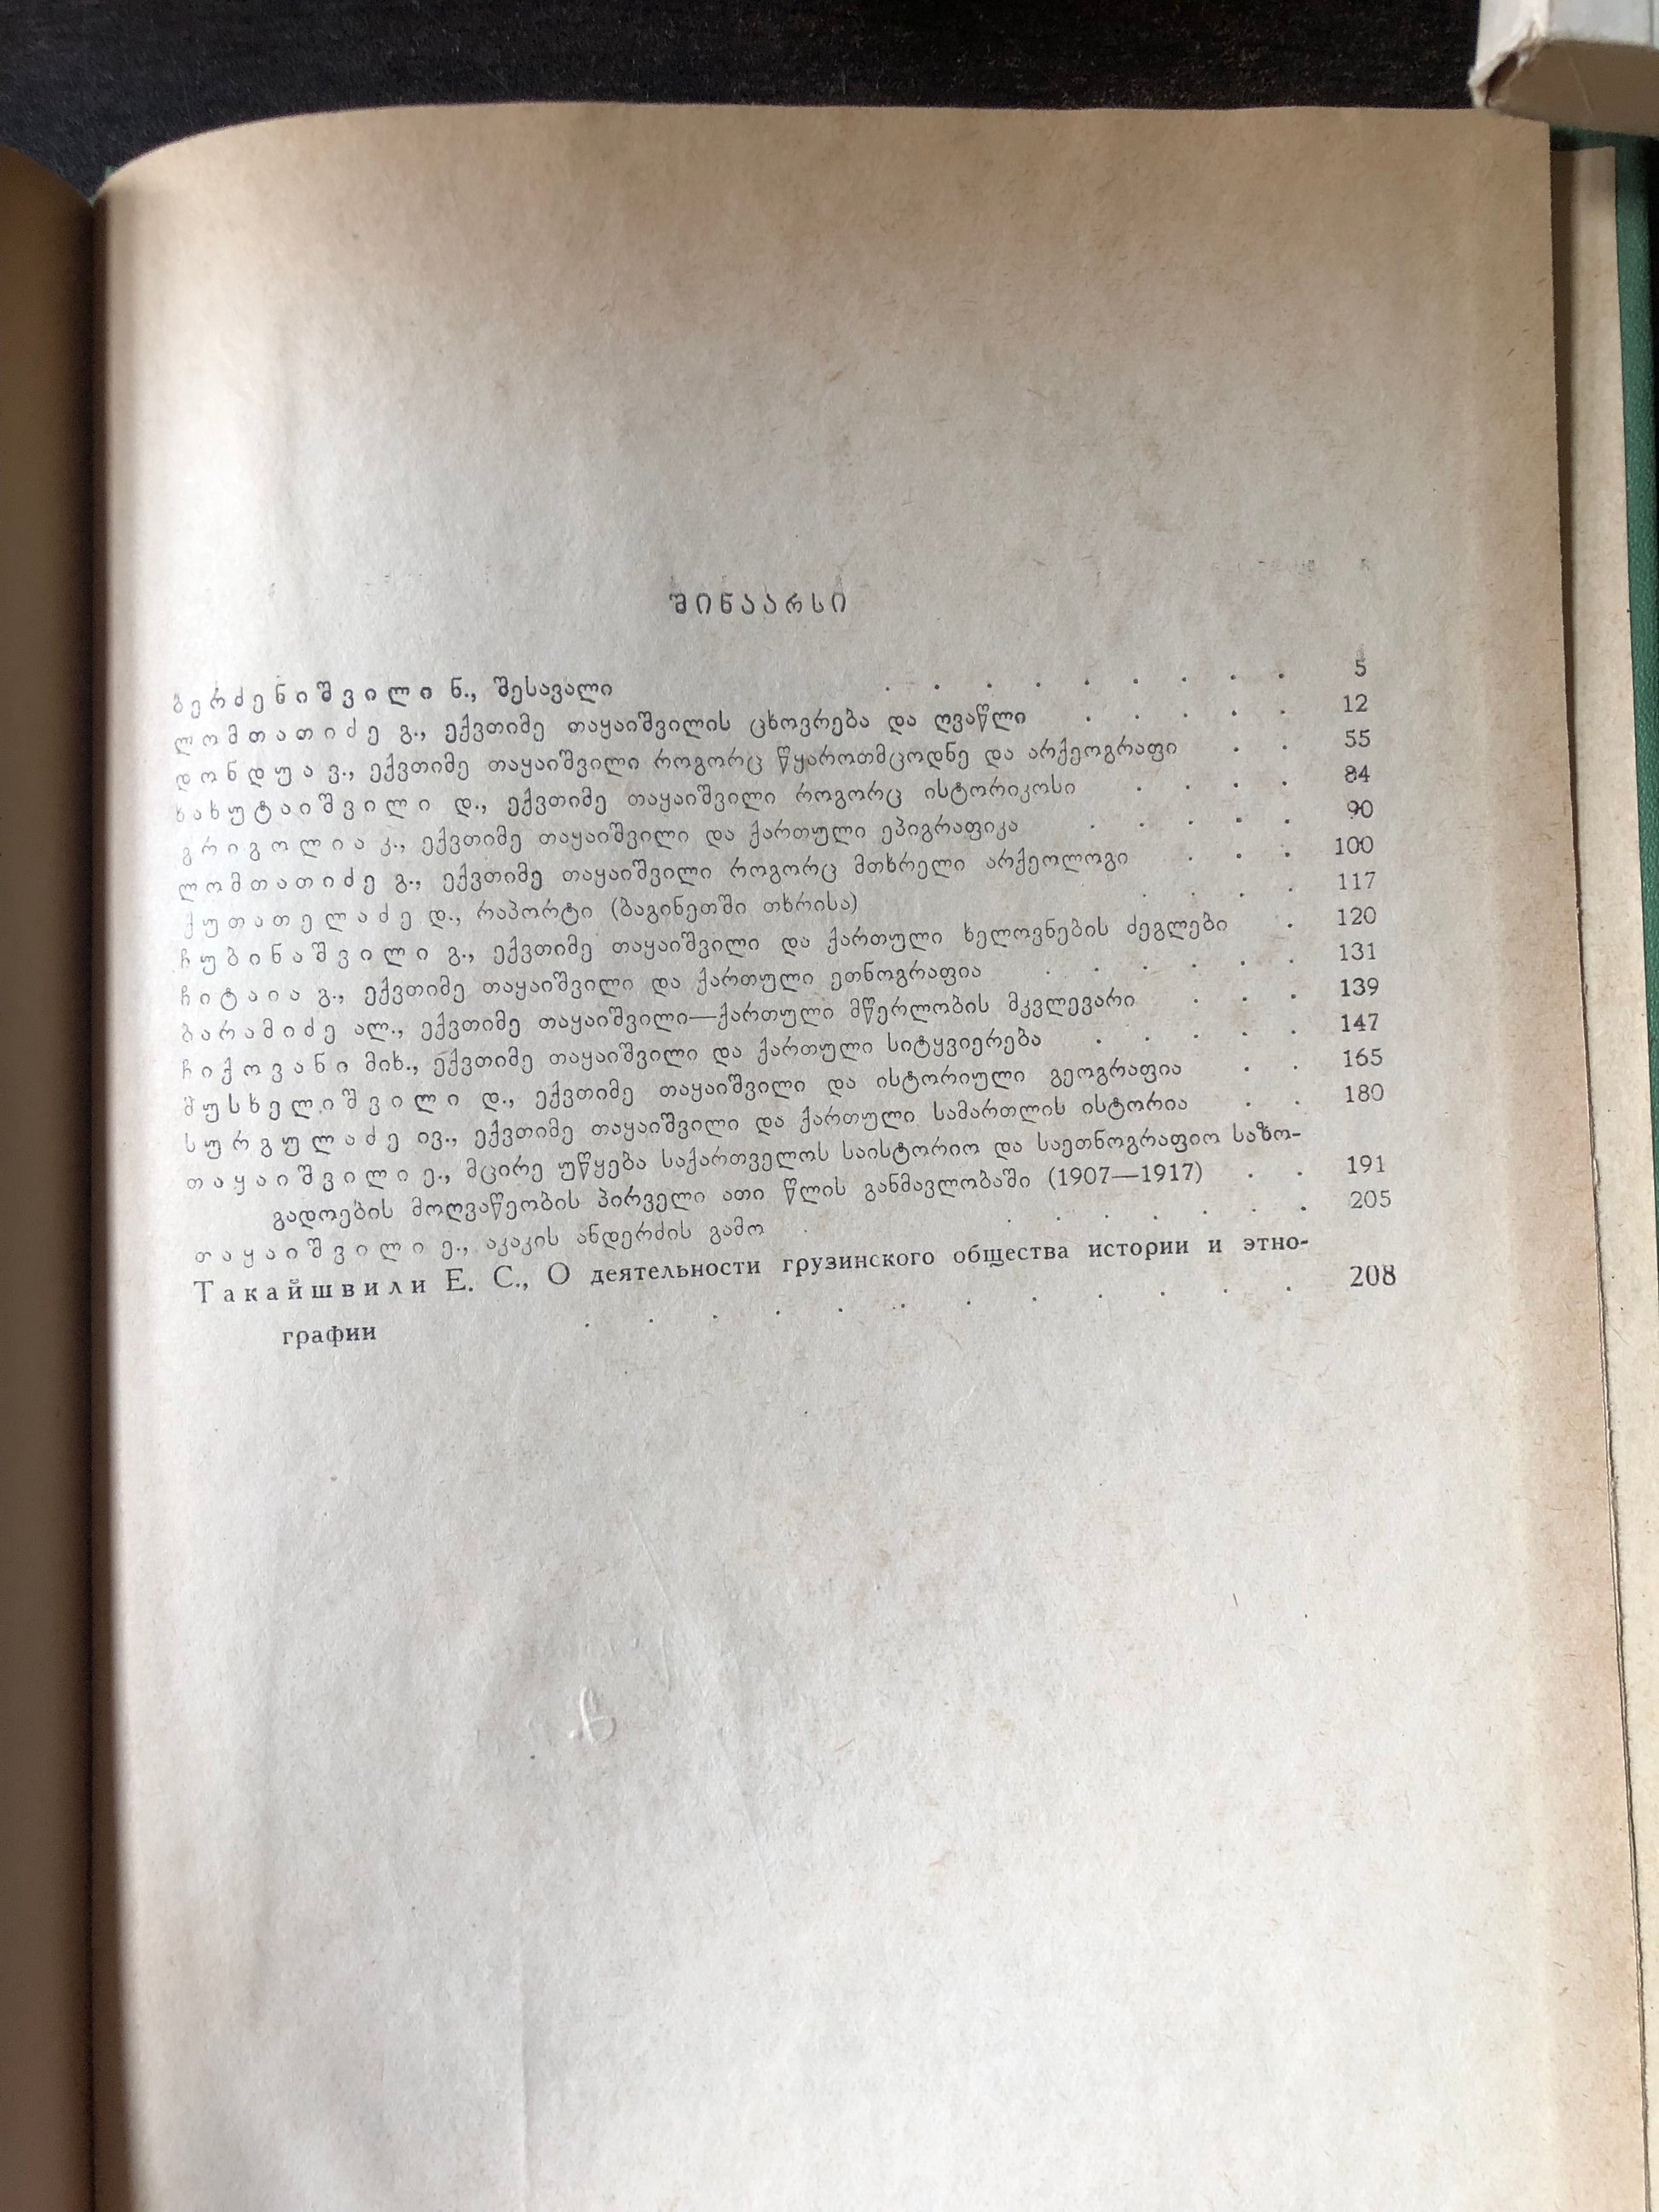 შინაარსი
ბერძენიშვილი ნ., შესავალი . . . . . . . . . 5
ლომთათიძე გ., ექვთიმე თაყაიშვილის ცხოვრება და ღვაწლი . . . . . 12
დონდუა ვ., ექვთიმე თაყაიშვილი როგორც წყაროთმცოდნე და არქეოგრაფი . . 55
ხახუტაიშვილი დ., ექვთიმე თაყაიშვილი როგორც ისტორიკოსი . . . . 84
გრიგოლია კ., ექვთიმე თაყაიშვილი და ქართული ეპიგრაფიკა . . . . . 90
ლომთათიძე გ., ექვთიმე თაყაიშვილი როგორც მთხრელი არქეოლოგი . . . 100
ქუთათელაძე დ., რაპორტი (ბაგინეთში თხრისა) . . . . 117
ჩუბინაშვილი გ., ექვთიმე თაყაიშვილი და ქართული ხელოვნების ძეგლები . 120
ჩიტაია გ., ექვთიმე თაყაიშვილი და ქართული ეთნოგრაფია . . . . . . 131
ბარამიძე ალ., ექვთიმე თაყაიშვილი—ქართული მწერლობის მკვლევარი . . . 139
ჩიქოვანი მიხ., ექვთიმე თაყაიშვილი და ქართული სიტყვიერება . . . . . 147
მუსხელიშვილი დ., ექვთიმე თაყაიშვილი და ისტორიული გეოგრაფია . . 165
სურგულაძე ივ., ექვთიმე თაყაიშვილი და ქართული სამართლის ისტორია . . 180
თაყაიშვილი ე., მცირე უწყება საქართველოს საისტორიო და საეთნოგრაფიო საზო-
გადოების მოღვაწეობის პირველი ათი წლის განმავლობაში (1907—1917) . . 191
თაყაიშვილი ე., აკაკის ანდერძის გამო . . . . . . . 205
Такайшвили Е. С., О деятельности грузинского общества истории и этно-
графии . . . . . . . . . . . . 208